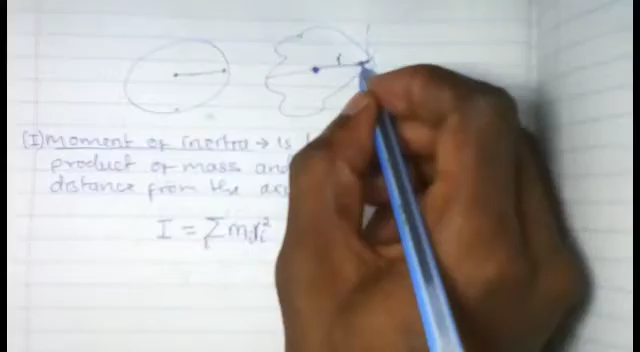 r
(I) moment of inertia → is
product of mass and
distance from the
I = Σ mᵢrᵢ²
i